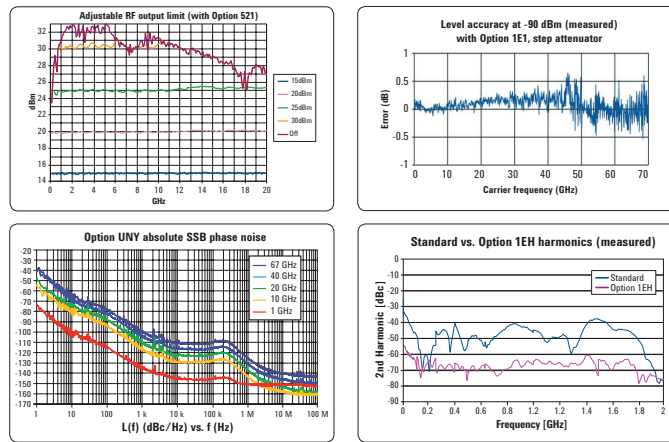 Adjustable RF output limit (with Option 521)
dBm
32
30
28
26
24
22
20
18
16
14
0 2 4 6 8 10 12 14 16 18 20
GHz
15dBm
20dBm
25dBm
30dBm
Off
Level accuracy at -90 dBm (measured)
with Option 1E1, step attenuator
Error (dB)
1
0.5
0
-0.5
-1
0 10 20 30 40 50 60 70
Carrier frequency (GHz)
Option UNY absolute SSB phase noise
-20
-30
-40
-50
-60
-70
-80
-90
-100
-110
-120
-130
-140
-150
-160
-170
1 10 100 1 k 10 k 100 k 1 M 10 M 100 M
L(f) (dBc/Hz) vs. f (Hz)
67 GHz
40 GHz
20 GHz
10 GHz
1 GHz
Standard vs. Option 1EH harmonics (measured)
2nd Harmonic [dBc]
0
-10
-20
-30
-40
-50
-60
-70
-80
-90
0 0.2 0.4 0.6 0.8 1 1.2 1.4 1.6 1.8 2
Frequency [GHz]
Standard
Option 1EH